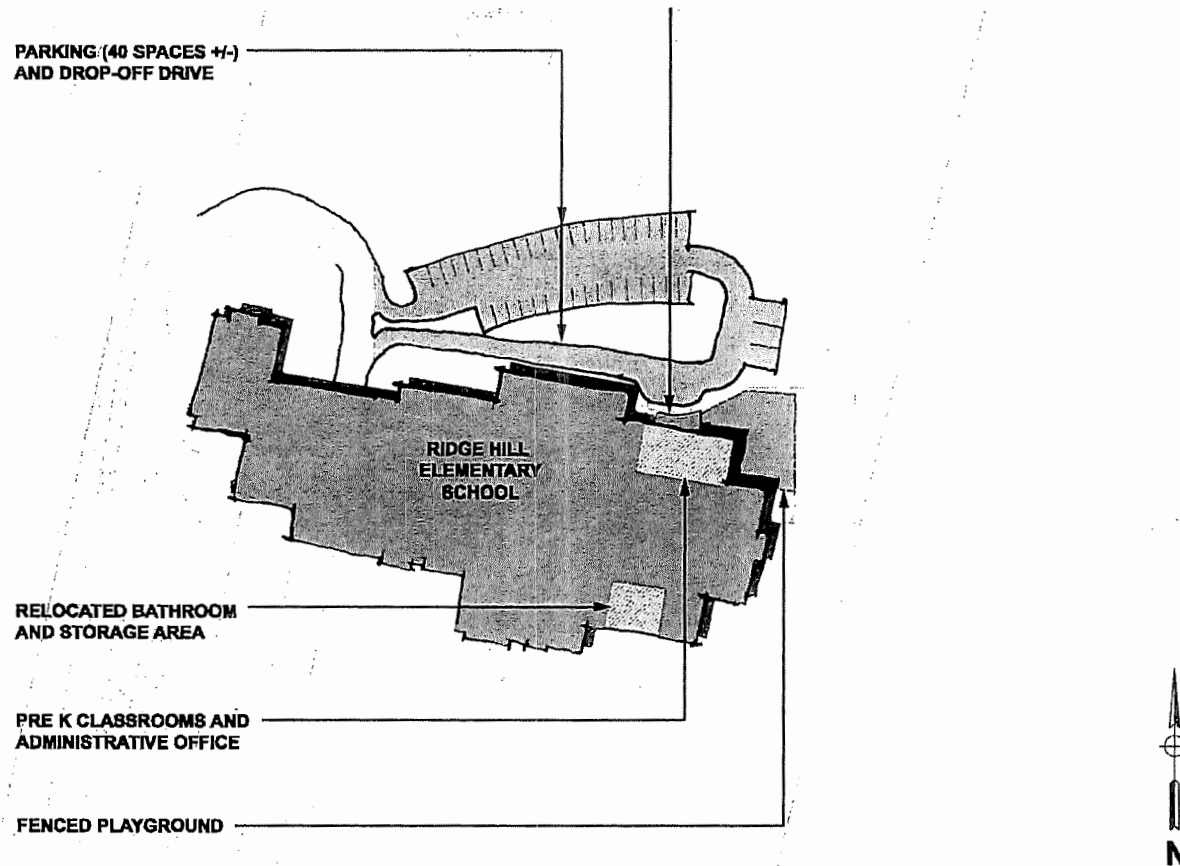 PARKING (40 SPACES +/-)
AND DROP-OFF DRIVE
RIDGE HILL
ELEMENTARY
SCHOOL
RELOCATED BATHROOM
AND STORAGE AREA
PRE K CLASSROOMS AND
ADMINISTRATIVE OFFICE
FENCED PLAYGROUND
N